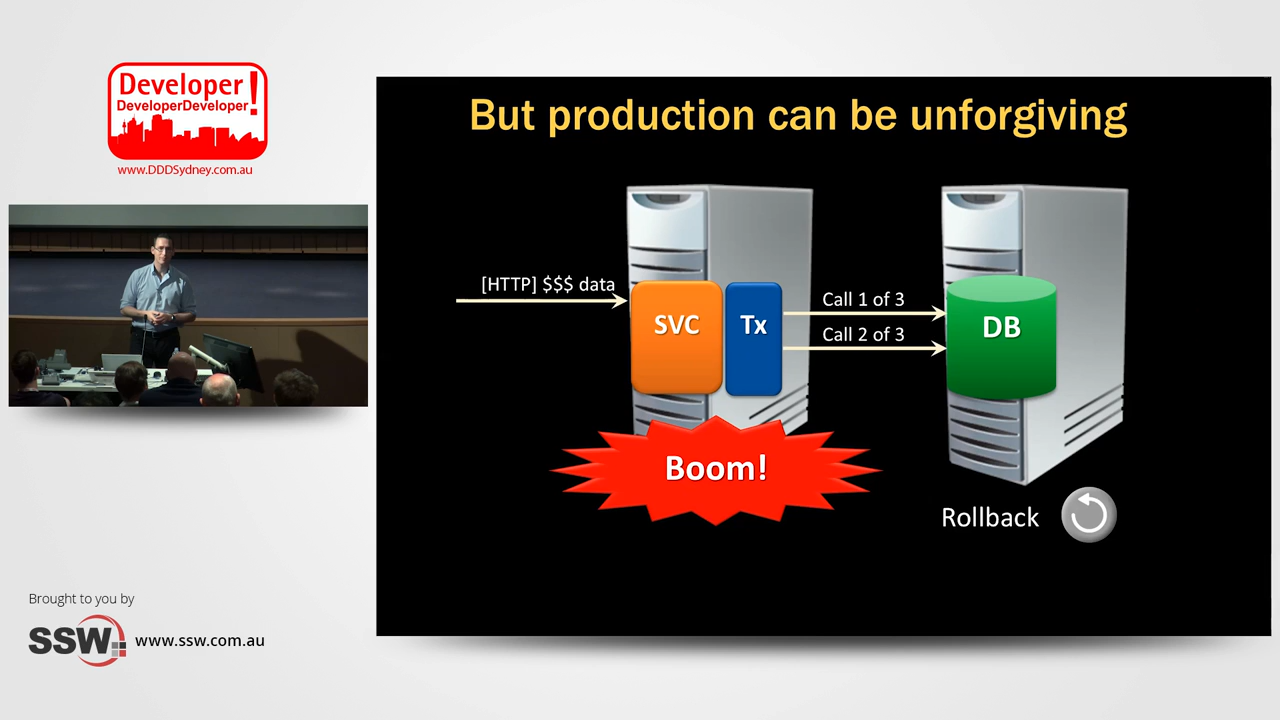 Developer!
DeveloperDeveloper
www.DDDSydney.com.au
But production can be unforgiving
[HTTP] $$$ data
SVC
Tx
Call 1 of 3
Call 2 of 3
DB
Boom!
Rollback
Brought to you by
SSW
www.ssw.com.au